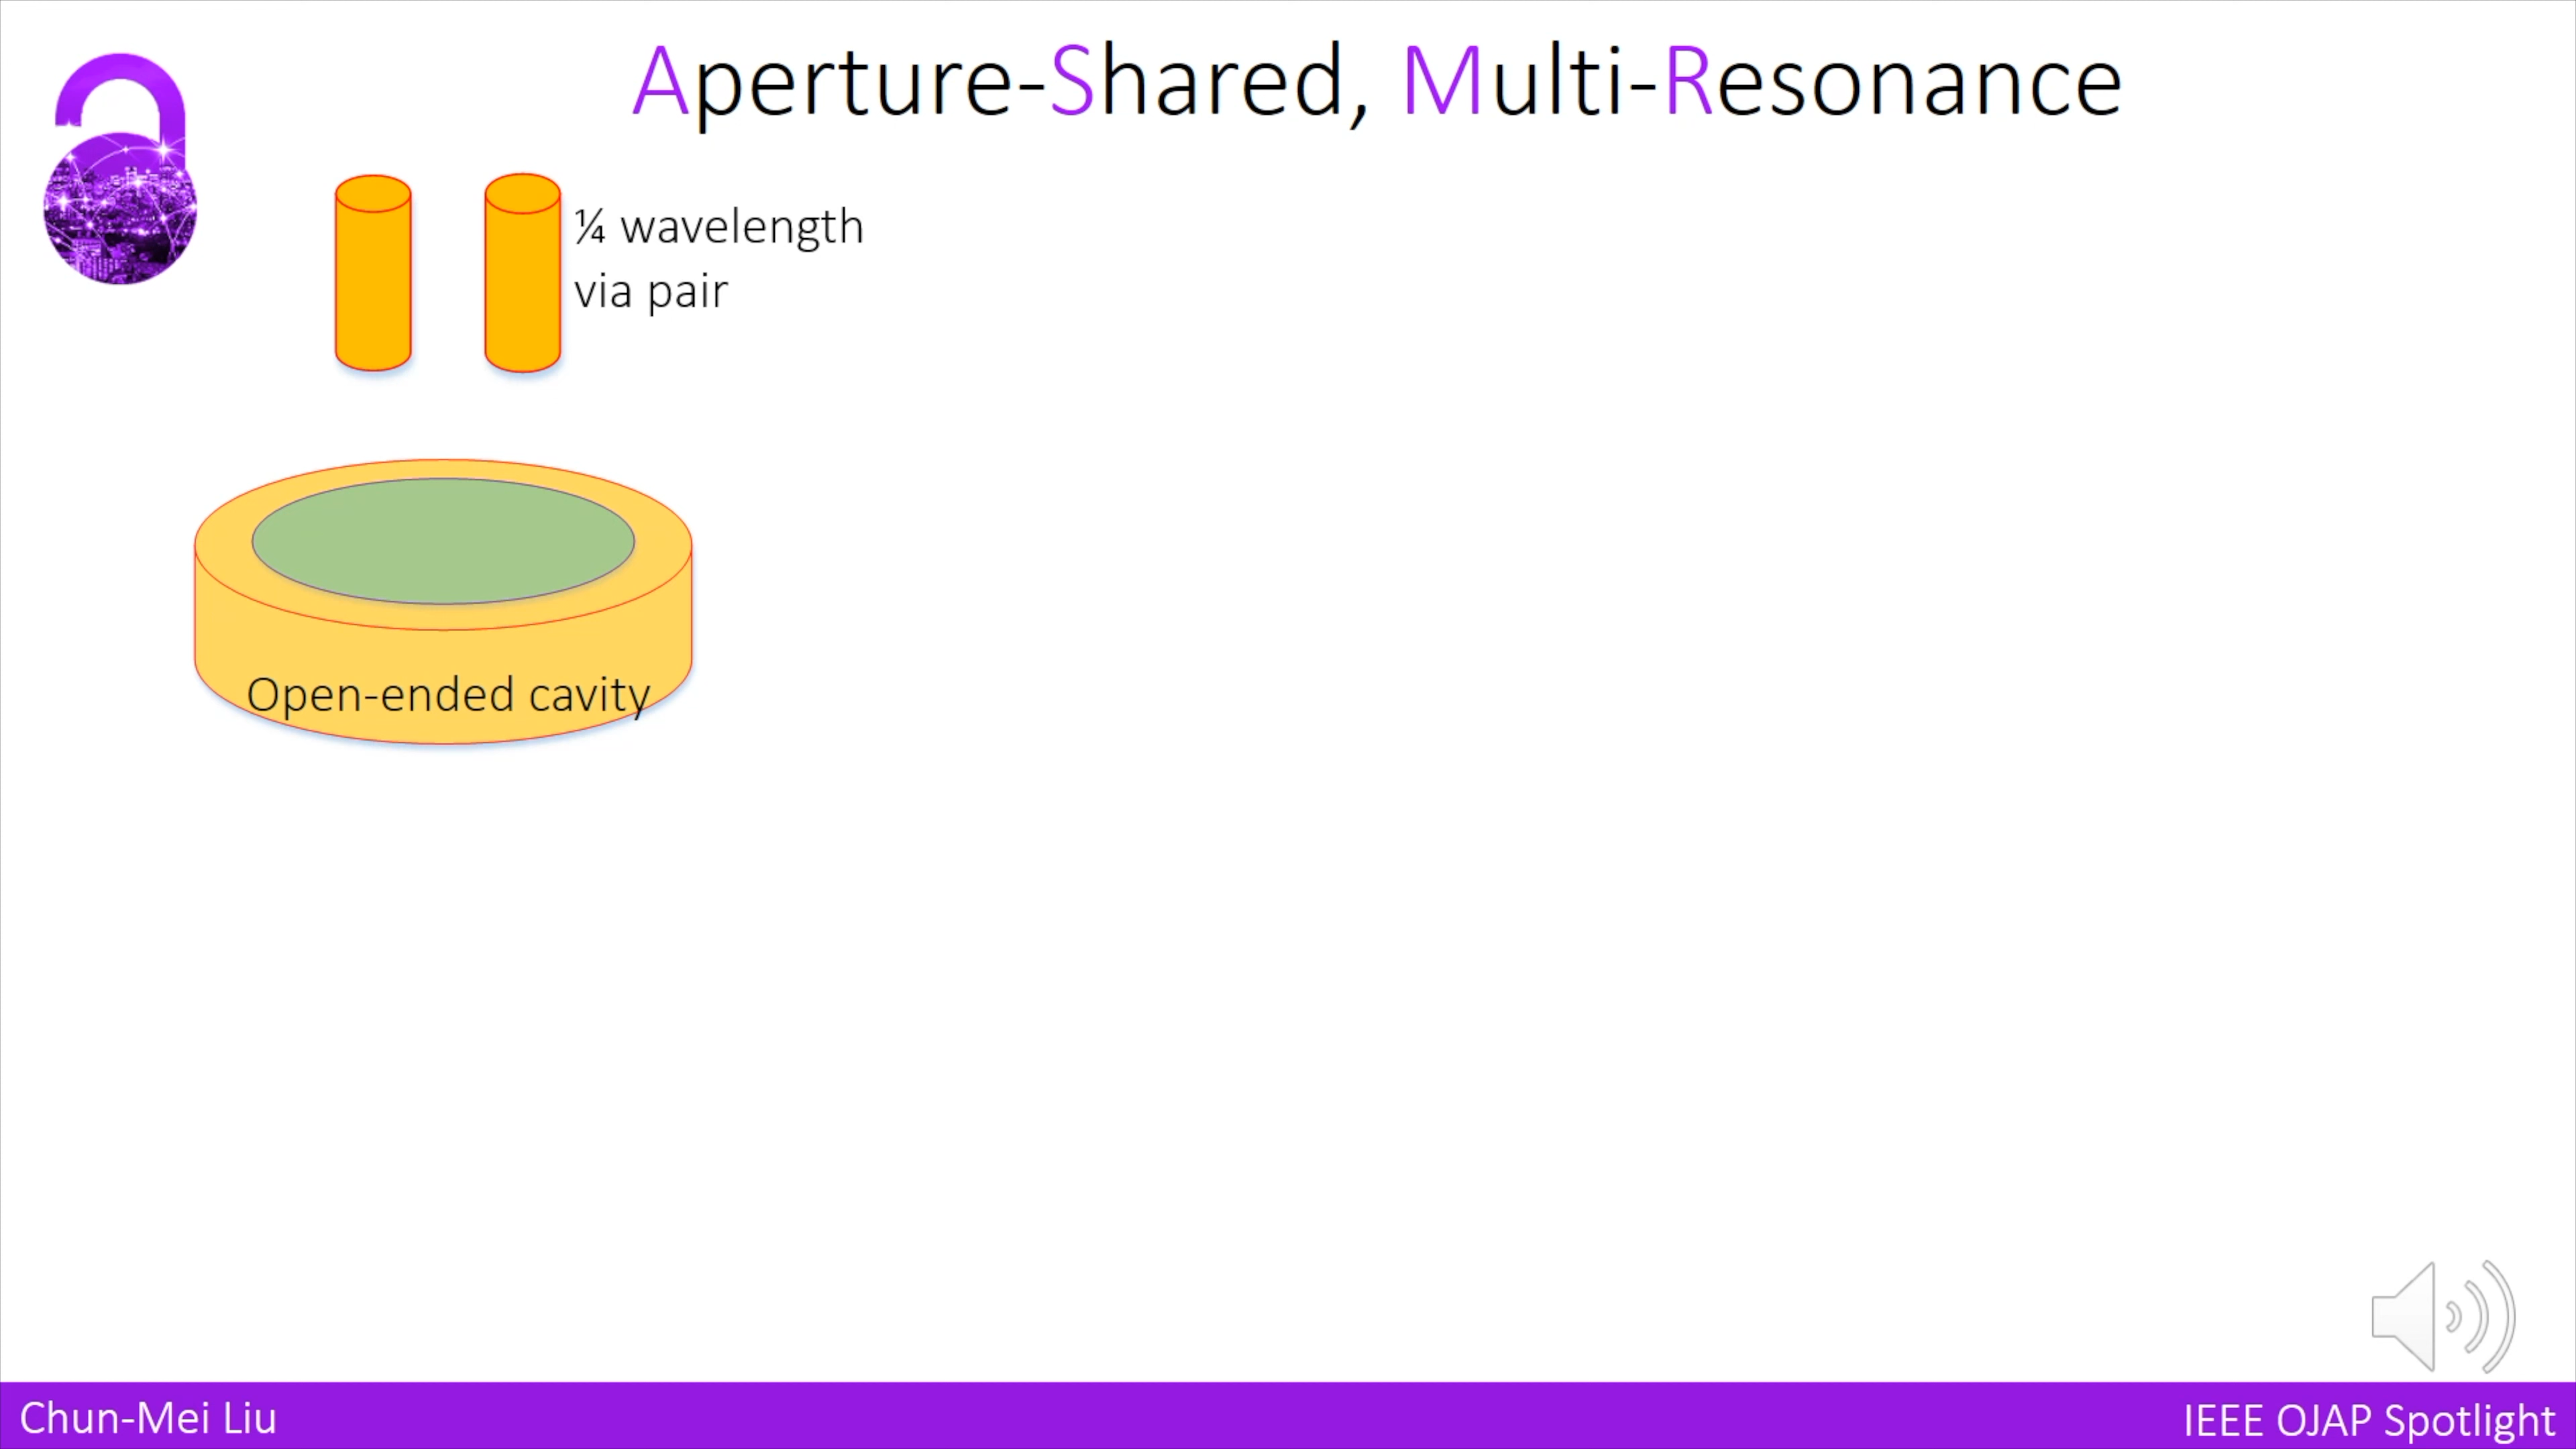 Aperture-Shared, Multi-Resonance
¼ wavelength
via pair
Open-ended cavity
Chun-Mei Liu
IEEE OJAP Spotlight